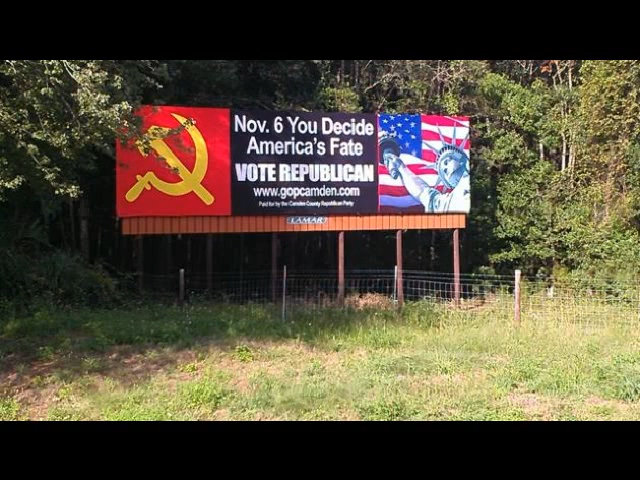 Nov. 6 You Decide
America's Fate
VOTE REPUBLICAN
www.gopcamden.com
Paid for by the Camden County Republican Party
LAMAR